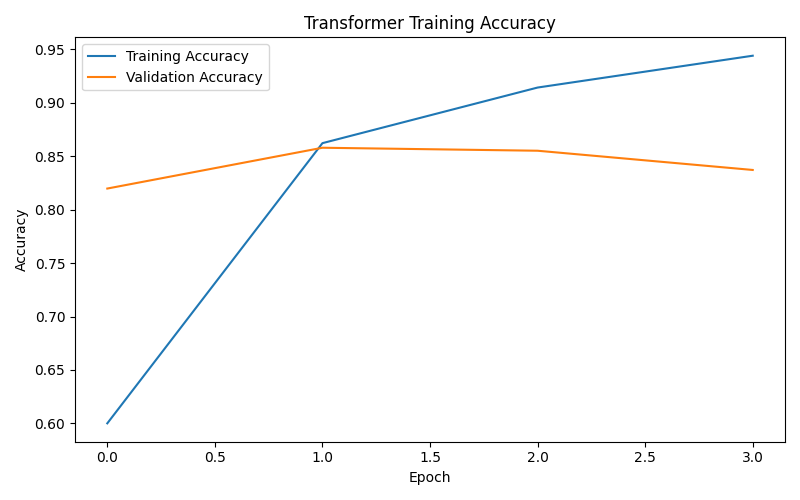 Transformer Training Accuracy
Training Accuracy
Validation Accuracy
0.95
0.90
0.85
0.80
0.75
0.70
0.65
0.60
Accuracy
0.0 0.5 1.0 1.5 2.0 2.5 3.0
Epoch